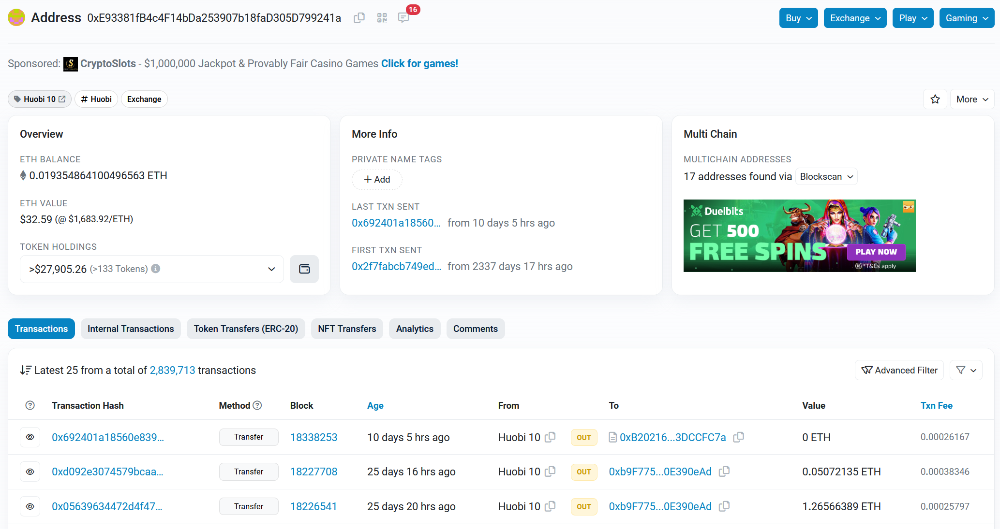 Address 0xE93381fB4c4F14bDa253907b18faD305D799241a 16 Buy Exchange Play Gaming
Sponsored: CryptoSlots - $1,000,000 Jackpot & Provably Fair Casino Games Click for games!
Huobi 10 # Huobi Exchange More
Overview
ETH BALANCE
0.019354864100496563 ETH
ETH VALUE
$32.59 (@ $1,683.92/ETH)
TOKEN HOLDINGS
>$27,905.26 (>133 Tokens)
More Info
PRIVATE NAME TAGS
+ Add
LAST TXN SENT
0x692401a18560... from 10 days 5 hrs ago
FIRST TXN SENT
0x2f7fabcb749ed... from 2337 days 17 hrs ago
Multi Chain
MULTICHAIN ADDRESSES
17 addresses found via Blockscan
Duelbits
GET 500
FREE SPINS
PLAY NOW
18+ *T&Cs apply
Transactions Internal Transactions Token Transfers (ERC-20) NFT Transfers Analytics Comments
Latest 25 from a total of 2,839,713 transactions Advanced Filter
Transaction Hash Method Block Age From To Value Txn Fee
0x692401a18560e839... Transfer 18338253 10 days 5 hrs ago Huobi 10 OUT 0xB20216...3DCCFC7a 0 ETH 0.00026167
0xd092e3074579bcaa... Transfer 18227708 25 days 16 hrs ago Huobi 10 OUT 0xb9F775...0E390eAd 0.05072135 ETH 0.00038346
0x05639634472d4f47... Transfer 18226541 25 days 20 hrs ago Huobi 10 OUT 0xb9F775...0E390eAd 1.26566389 ETH 0.00025797